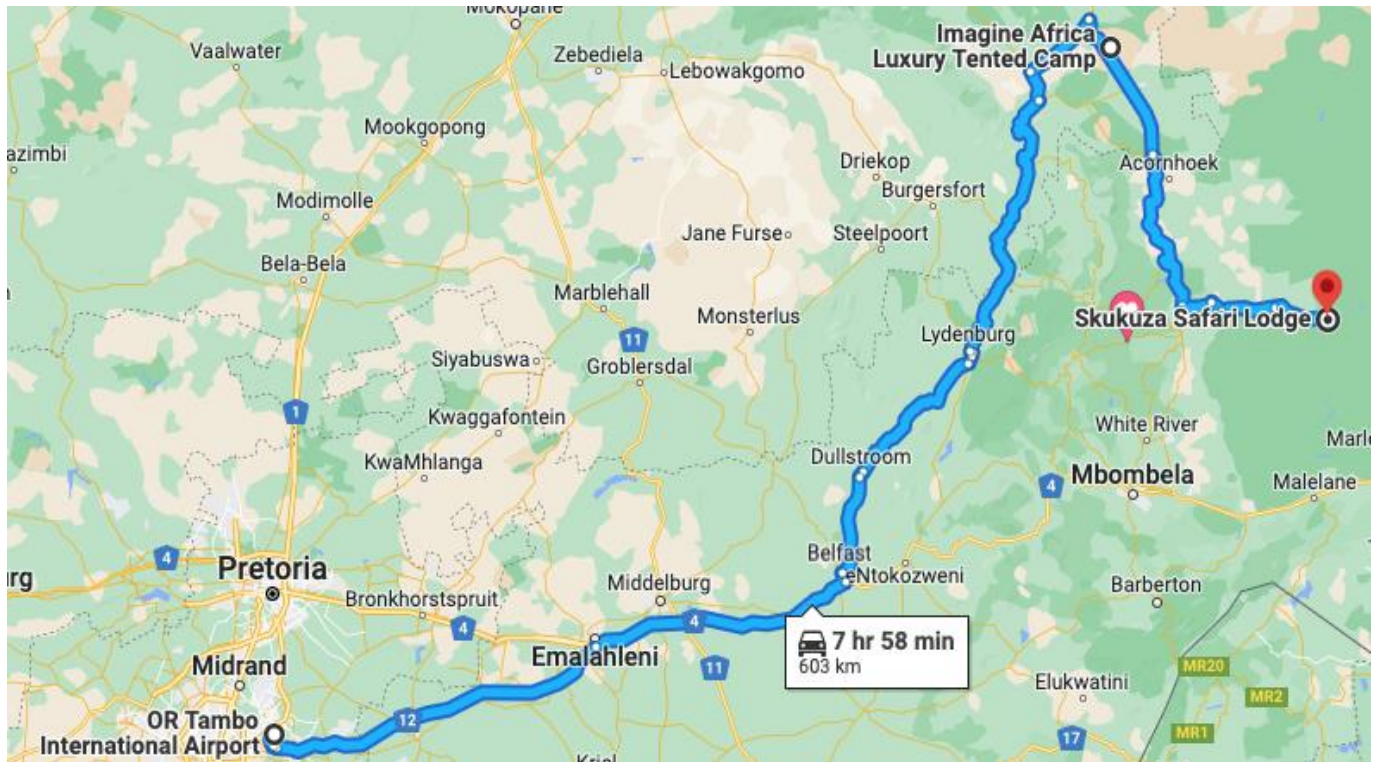 Mokopane
Vaalwater
Zebediela
Lebowakgomo
Imagine Africa
Luxury Tented Camp
Mookgopong
azimbi
Driekop
Acornhoek
Modimolle
Burgersfort
Jane Furse
Steelpoort
Bela-Bela
Marblehall
Monsterlus
Skukuza Safari Lodge
11
Lydenburg
Siyabuswa
Groblersdal
1
Kwaggafontein
White River
Marl
KwaMhlanga
Dullstroom
4
Mbombela
Malelane
4
Belfast
rg
Pretoria
Middelburg
eNtokozweni
Barberton
Bronkhorstspruit
4
4
7 hr 58 min
603 km
Emalahleni
Midrand
11
MR20
Elukwatini
MR2
OR Tambo
International Airport
12
17
MR1
Kriel